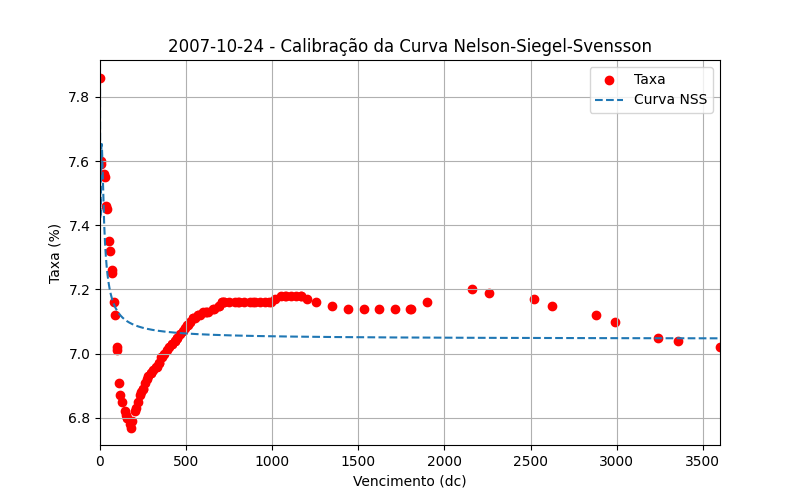 2007-10-24 - Calibração da Curva Nelson-Siegel-Svensson
Taxa
Curva NSS
Taxa (%)
7.8
7.6
7.4
7.2
7.0
6.8
0
500
1000
1500
2000
2500
3000
3500
Vencimento (dc)